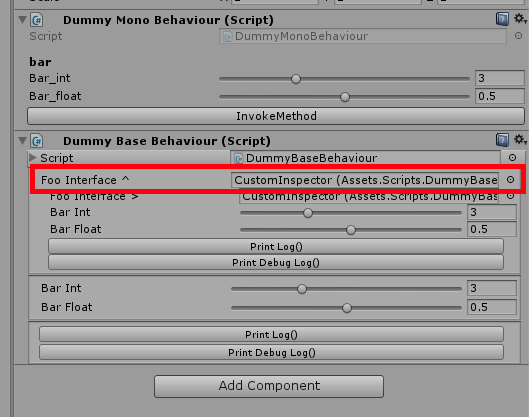 Dummy Mono Behaviour (Script)
Script DummyMonoBehaviour
bar
Bar_int 3
Bar_float 0.5
InvokeMethod
Dummy Base Behaviour (Script)
Script DummyBaseBehaviour
Foo Interface ^ CustomInspector (Assets.Scripts.DummyBase
Foo Interface > CustomInspector (Assets.Scripts.DummyBas
Bar Int 3
Bar Float 0.5
Print Log()
Print Debug Log()
Bar Int 3
Bar Float 0.5
Print Log()
Print Debug Log()
Add Component